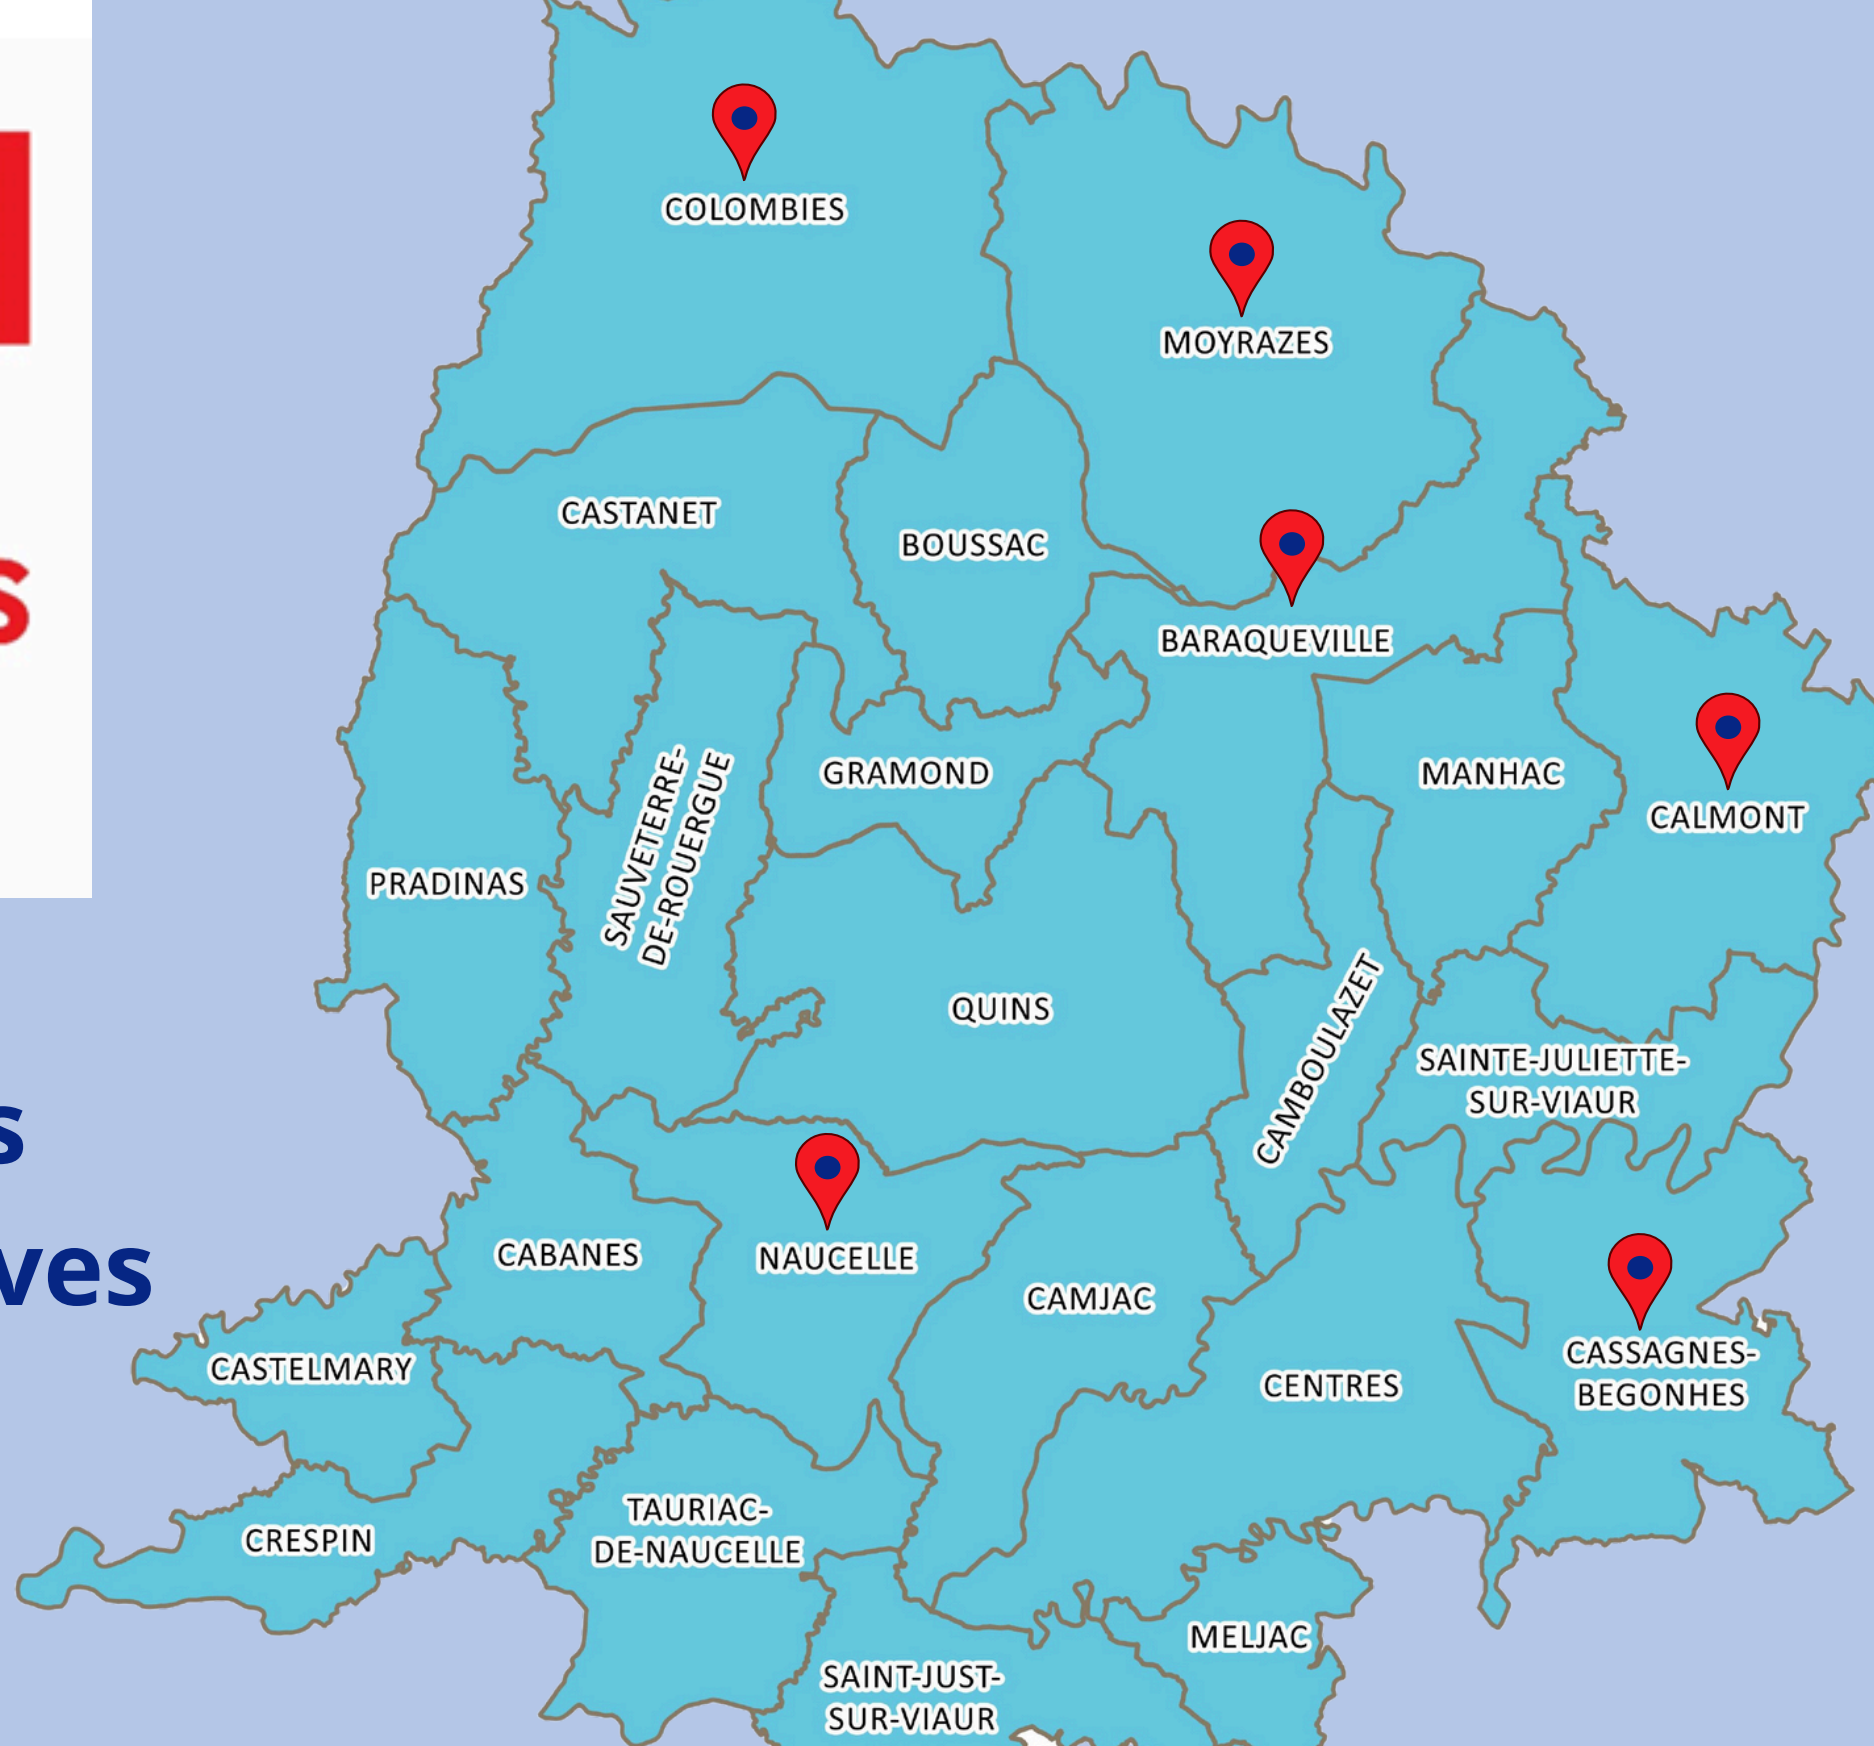 COLOMBIES
MOYRAZES
CASTANET
BOUSSAC
BARAQUEVILLE
SAUVETERRE-
DE-ROUERGUE
GRAMOND
MANHAC
CALMONT
PRADINAS
QUINS
CAMBOULAZET
SAINTE-JULIETTE-
SUR-VIAUR
CABANES
NAUCELLE
CAMJAC
CASTELMARY
CENTRES
CASSAGNES-
BEGONHES
CRESPIN
TAURIAC-
DE-NAUCELLE
MELJAC
SAINT-JUST-
SUR-VIAUR